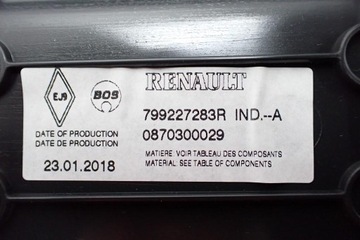 RENAULT
EJ9
BOS
799227283R IND.--A
DATE OF PRODUCTION
DATE DE PRODUCTION
0870300029
23.01.2018
MATIERE VOIR TABLEAU DES COMPOSANTS
MATERIAL SEE TABLE OF COMPONENTS